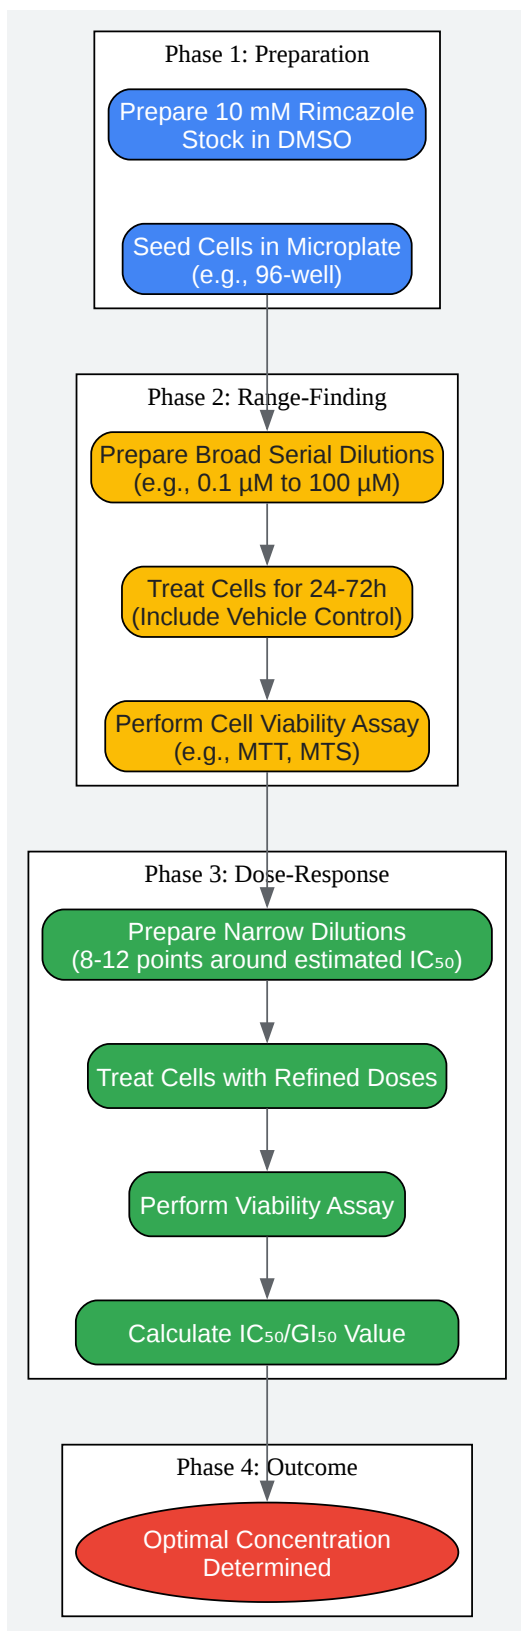 Phase 1: Preparation
Prepare 10 mM Rimcazole
Stock in DMSO
Seed Cells in Microplate
(e.g., 96-well)
Phase 2: Range-Finding
Prepare Broad Serial Dilutions
(e.g., 0.1 µM to 100 µM)
Treat Cells for 24-72h
(Include Vehicle Control)
Perform Cell Viability Assay
(e.g., MTT, MTS)
Phase 3: Dose-Response
Prepare Narrow Dilutions
(8-12 points around estimated IC₅₀)
Treat Cells with Refined Doses
Perform Viability Assay
Calculate IC₅₀/GI₅₀ Value
Phase 4: Outcome
Optimal Concentration
Determined